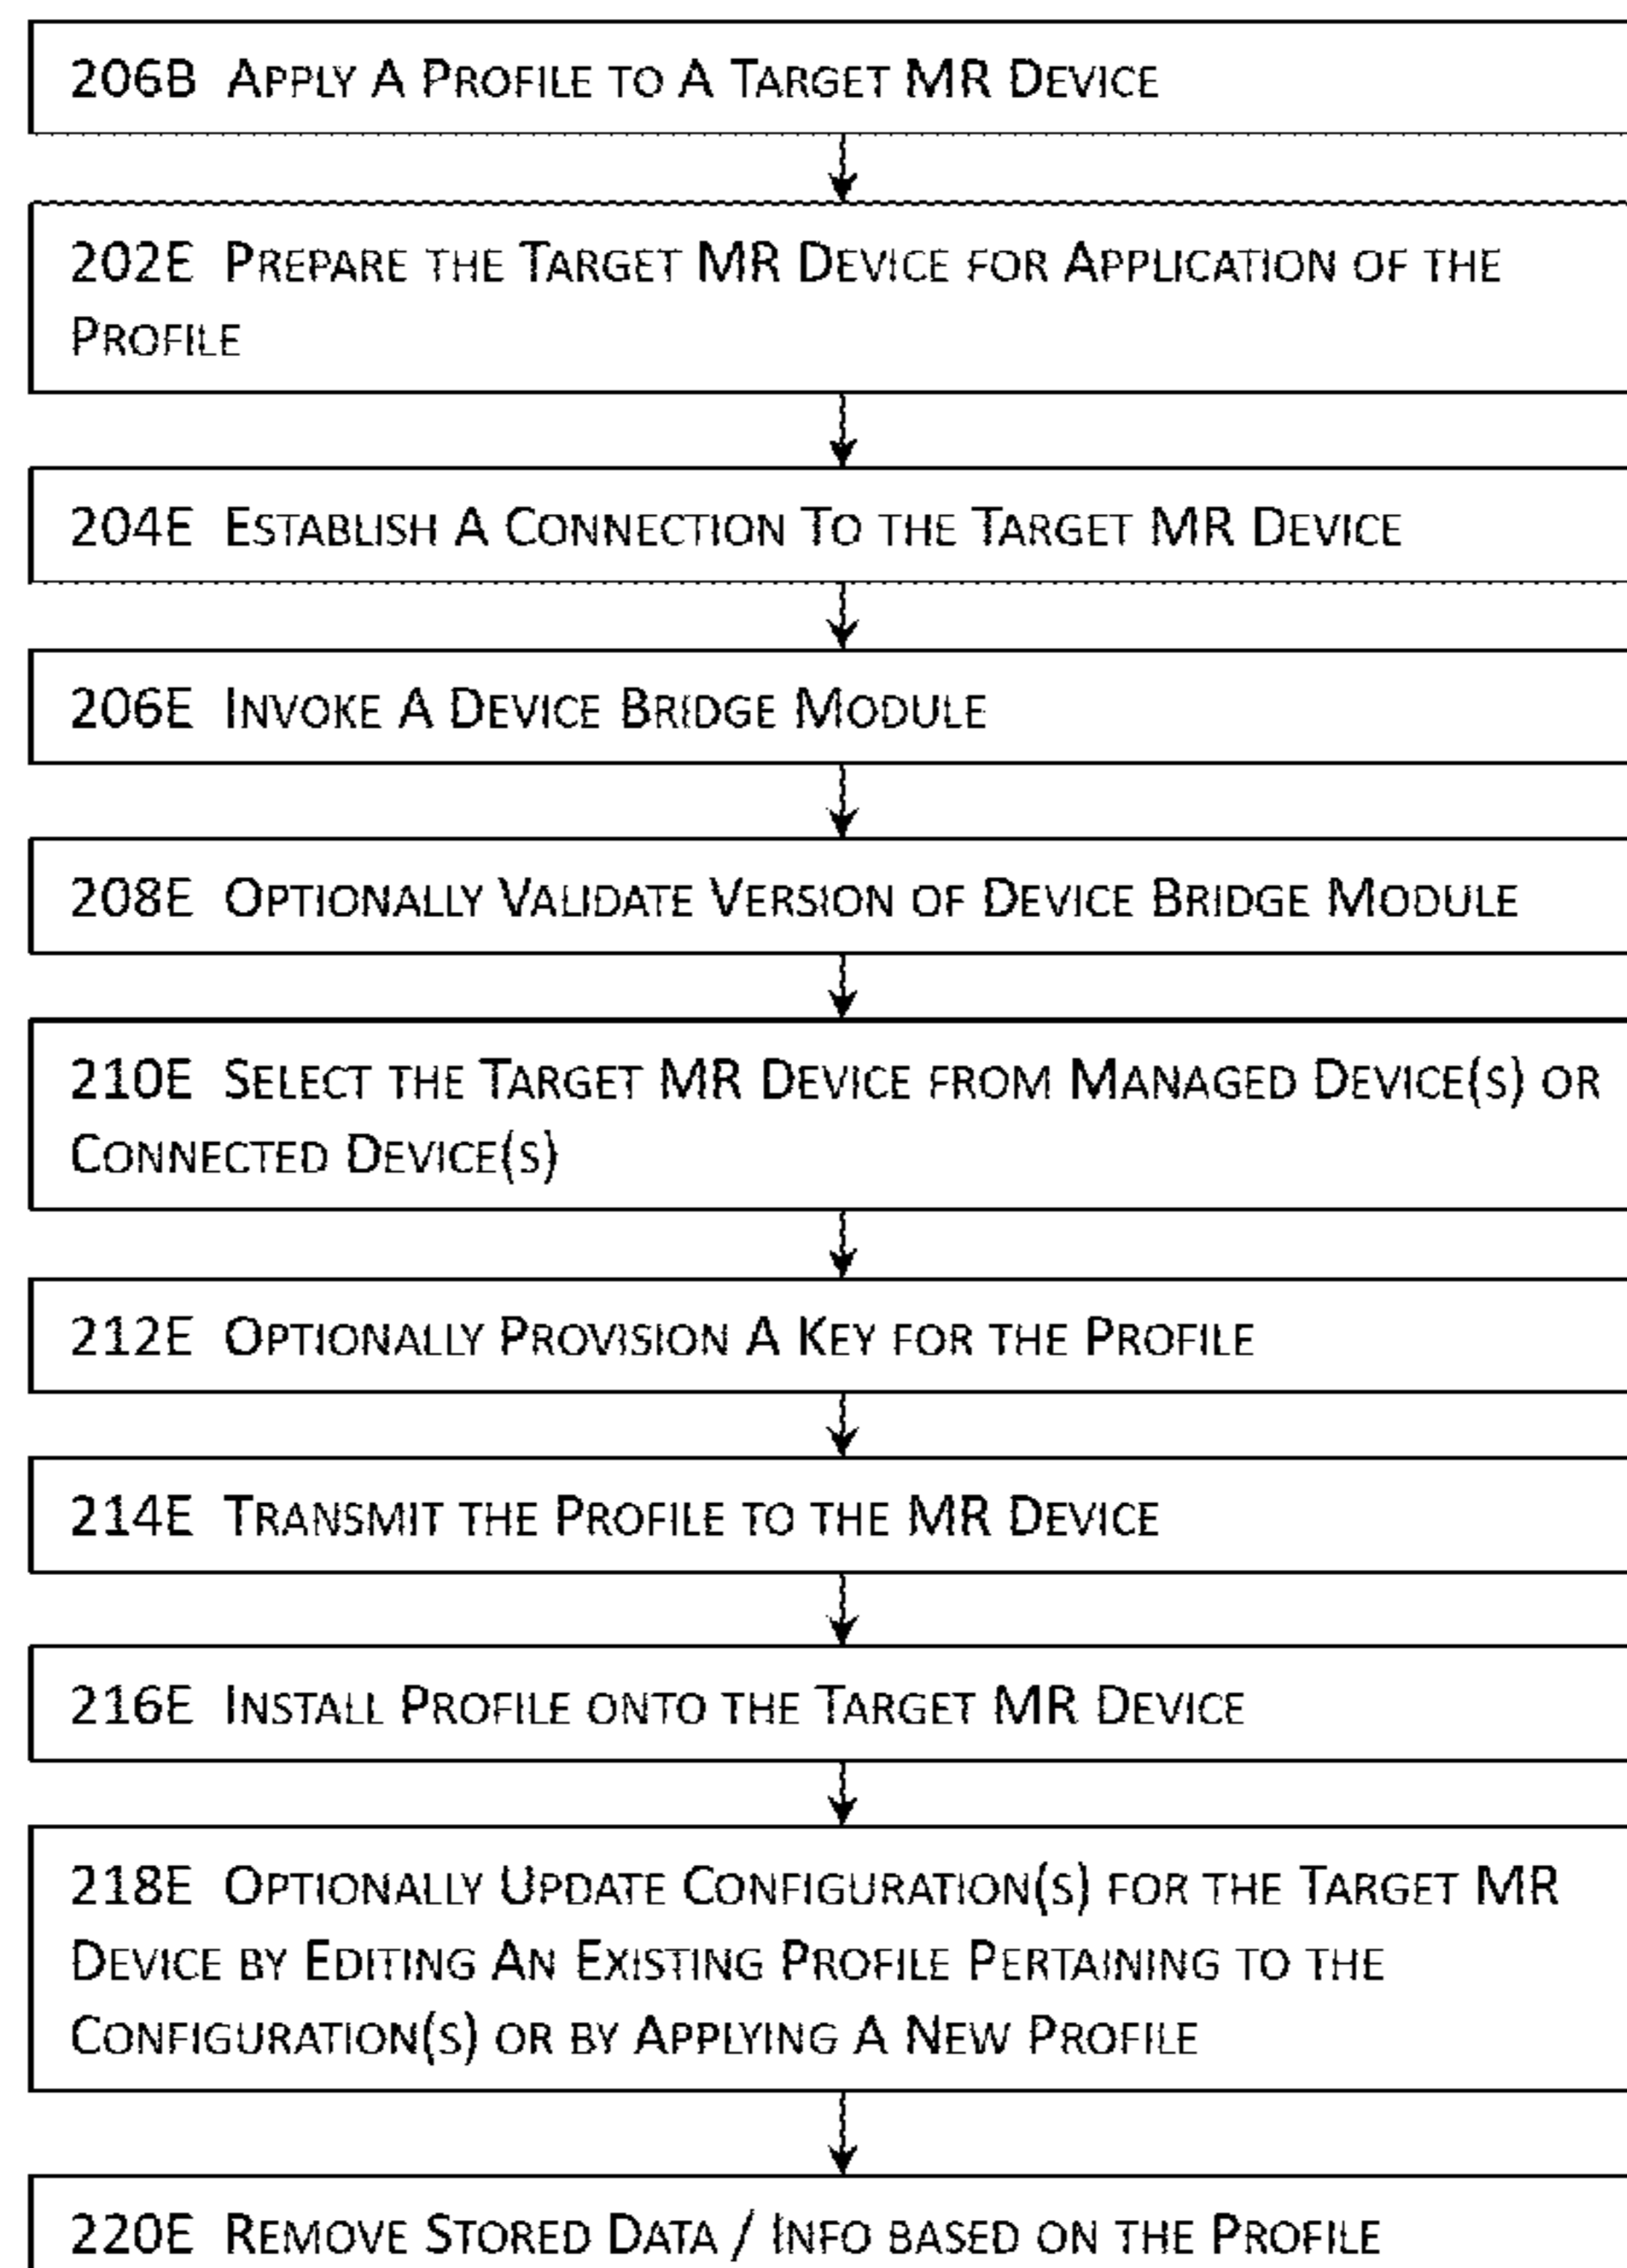 206B APPLY A PROFILE TO A TARGET MR DEVICE
202E PREPARE THE TARGET MR DEVICE FOR APPLICATION OF THE
PROFILE
204E ESTABLISH A CONNECTION TO THE TARGET MR DEVICE
206E INVOKE A DEVICE BRIDGE MODULE
208E OPTIONALLY VALIDATE VERSION OF DEVICE BRIDGE MODULE
210E SELECT THE TARGET MR DEVICE FROM MANAGED DEVICE(S) OR
CONNECTED DEVICE(S)
212E OPTIONALLY PROVISION A KEY FOR THE PROFILE
214E TRANSMIT THE PROFILE TO THE MR DEVICE
216E INSTALL PROFILE ONTO THE TARGET MR DEVICE
218E OPTIONALLY UPDATE CONFIGURATION(S) FOR THE TARGET MR
DEVICE BY EDITING AN EXISTING PROFILE PERTAINING TO THE
CONFIGURATION(S) OR BY APPLYING A NEW PROFILE
220E REMOVE STORED DATA / INFO BASED ON THE PROFILE